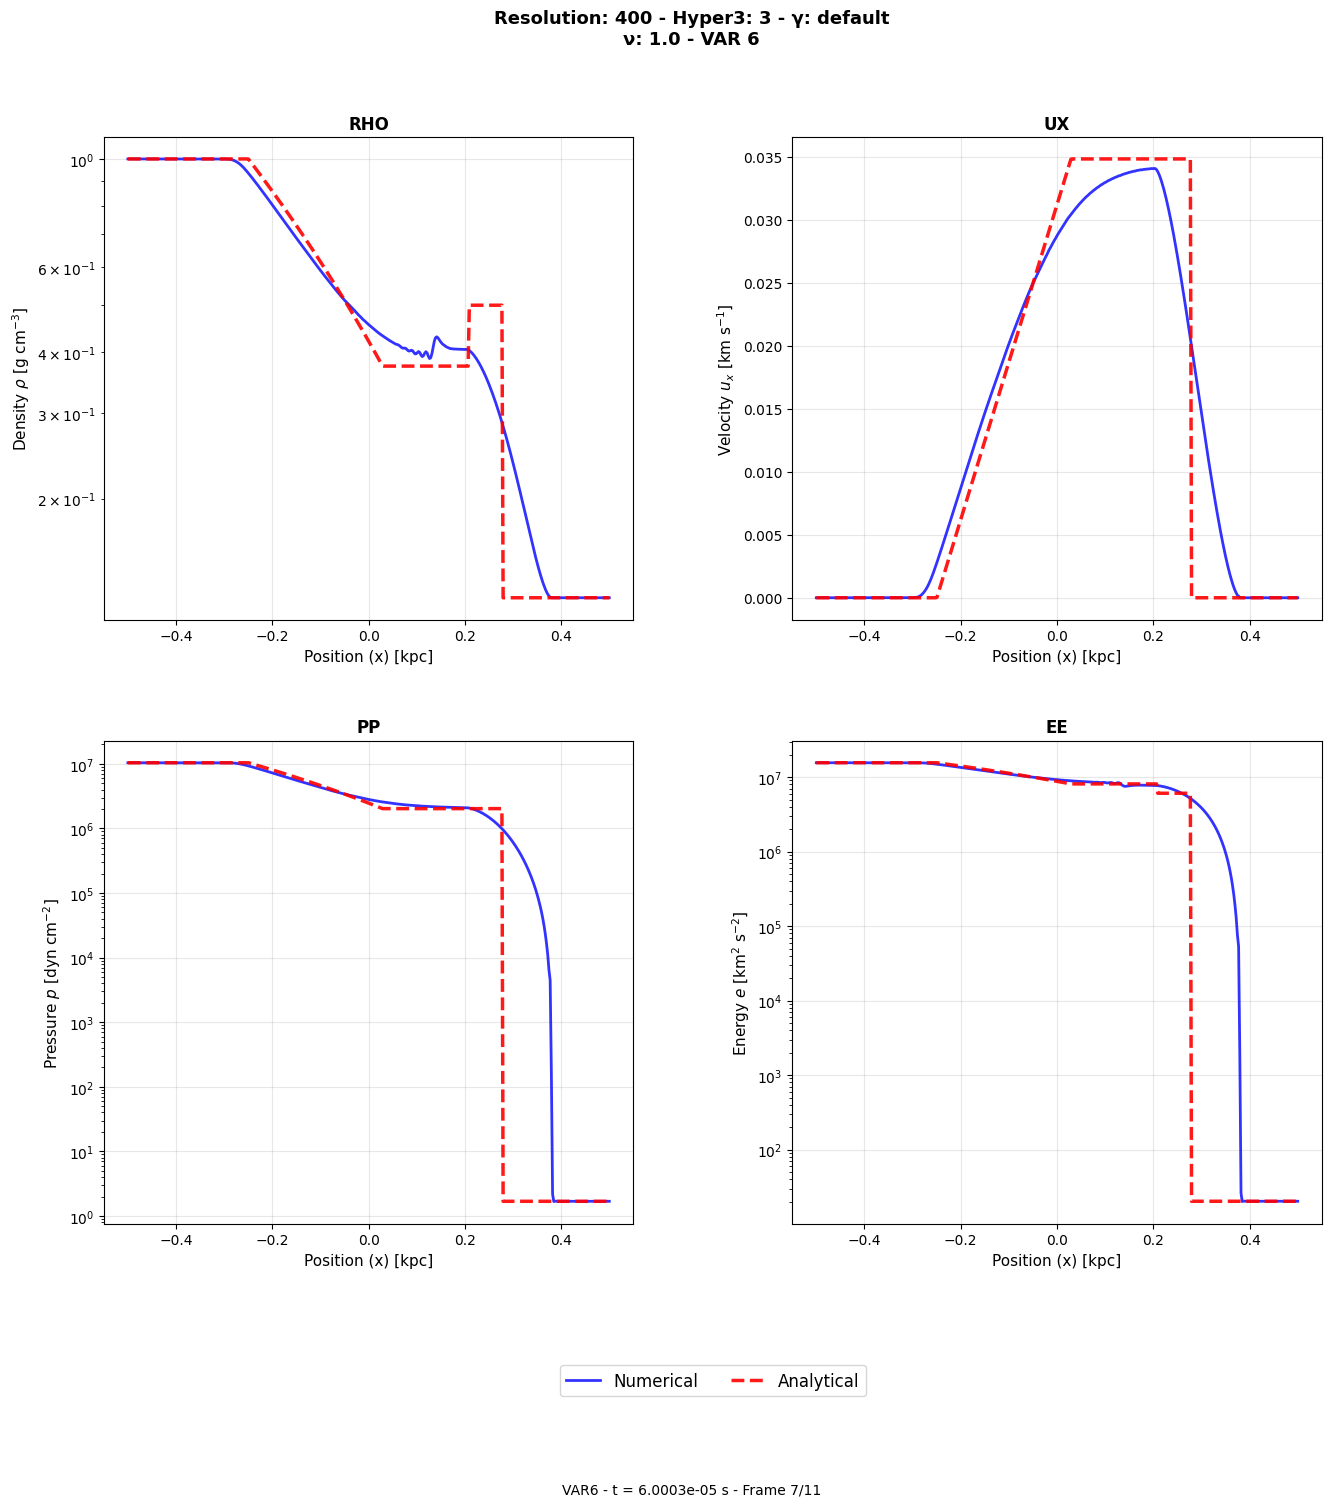 Resolution: 400 - Hyper3: 3 - γ: default
ν: 1.0 - VAR 6
RHO
10⁰
6 × 10⁻¹
4 × 10⁻¹
3 × 10⁻¹
2 × 10⁻¹
Density ρ [g cm⁻³]
−0.4 −0.2 0.0 0.2 0.4
Position (x) [kpc]
UX
0.035
0.030
0.025
0.020
0.015
0.010
0.005
0.000
Velocity uₓ [km s⁻¹]
−0.4 −0.2 0.0 0.2 0.4
Position (x) [kpc]
PP
10⁷
10⁶
10⁵
10⁴
10³
10²
10¹
10⁰
Pressure p [dyn cm⁻²]
−0.4 −0.2 0.0 0.2 0.4
Position (x) [kpc]
EE
10⁷
10⁶
10⁵
10⁴
10³
10²
Energy e [km² s⁻²]
−0.4 −0.2 0.0 0.2 0.4
Position (x) [kpc]
Numerical Analytical
VAR6 - t = 6.0003e-05 s - Frame 7/11